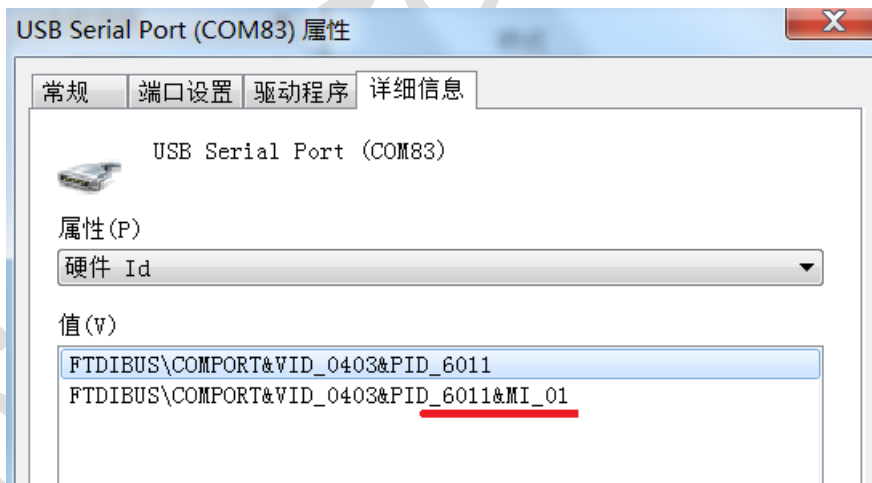 USB Serial Port (COM83) 属性
常规 端口设置 驱动程序 详细信息
USB Serial Port (COM83)
属性(P)
硬件 Id
值(V)
FTDIBUS\COMPORT&VID_0403&PID_6011
FTDIBUS\COMPORT&VID_0403&PID_6011&MI_01